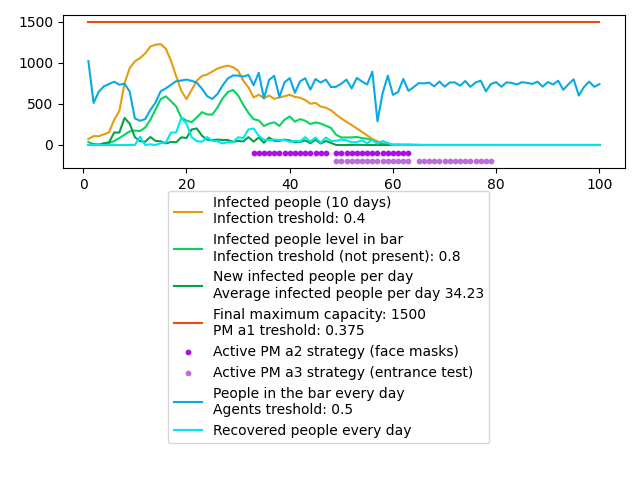 1500
1000
500
0
0 20 40 60 80 100
Infected people (10 days)
Infection treshold: 0.4
Infected people level in bar
Infection treshold (not present): 0.8
New infected people per day
Average infected people per day 34.23
Final maximum capacity: 1500
PM a1 treshold: 0.375
Active PM a2 strategy (face masks)
Active PM a3 strategy (entrance test)
People in the bar every day
Agents treshold: 0.5
Recovered people every day